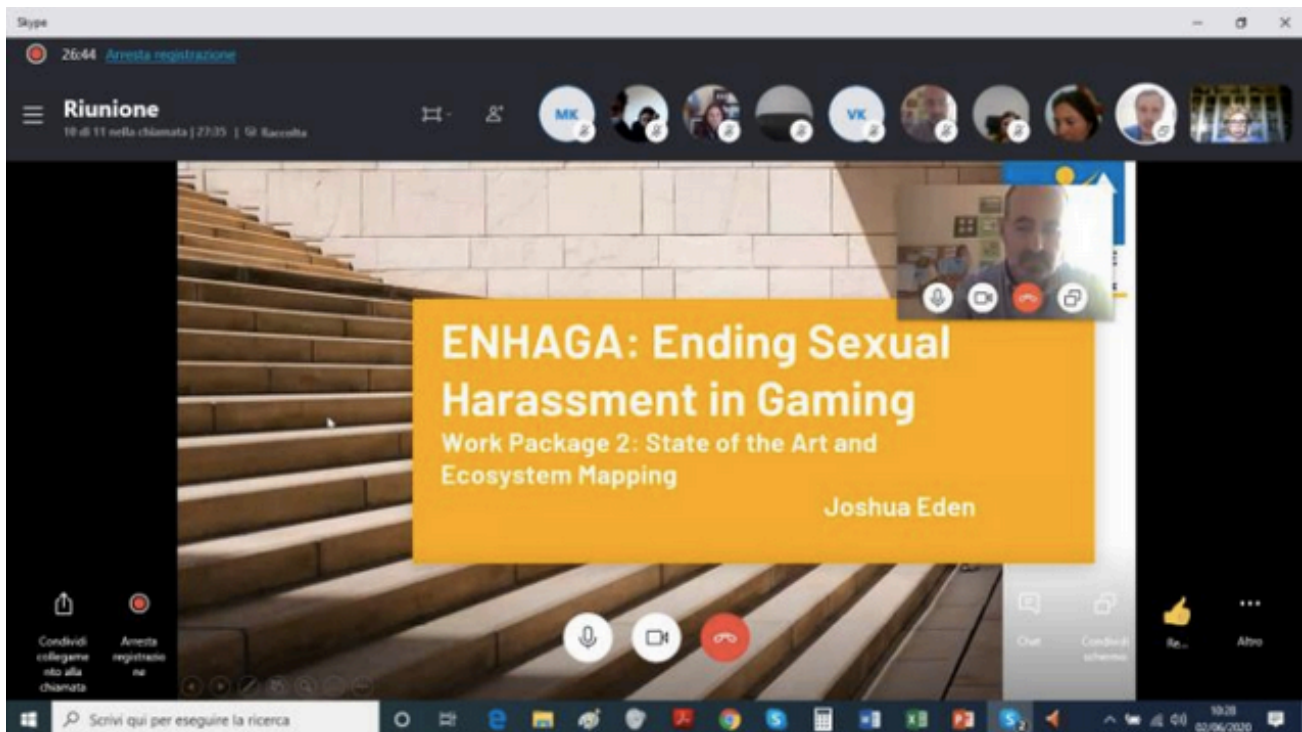 Skype
26:44 Arresta registrazione
Riunione
10 di 11 nella chiamata | 27:35 | Raccolta
MK
VK
ENHAGA: Ending Sexual
Harassment in Gaming
Work Package 2: State of the Art and
Ecosystem Mapping
Joshua Eden
Condividi
collegame
nto alla
chiamata
Arresta
registrazio
ne
Chat
Condividi
schermo
Re...
Altro
Scrivi qui per eseguire la ricerca
10:28
02/06/2020